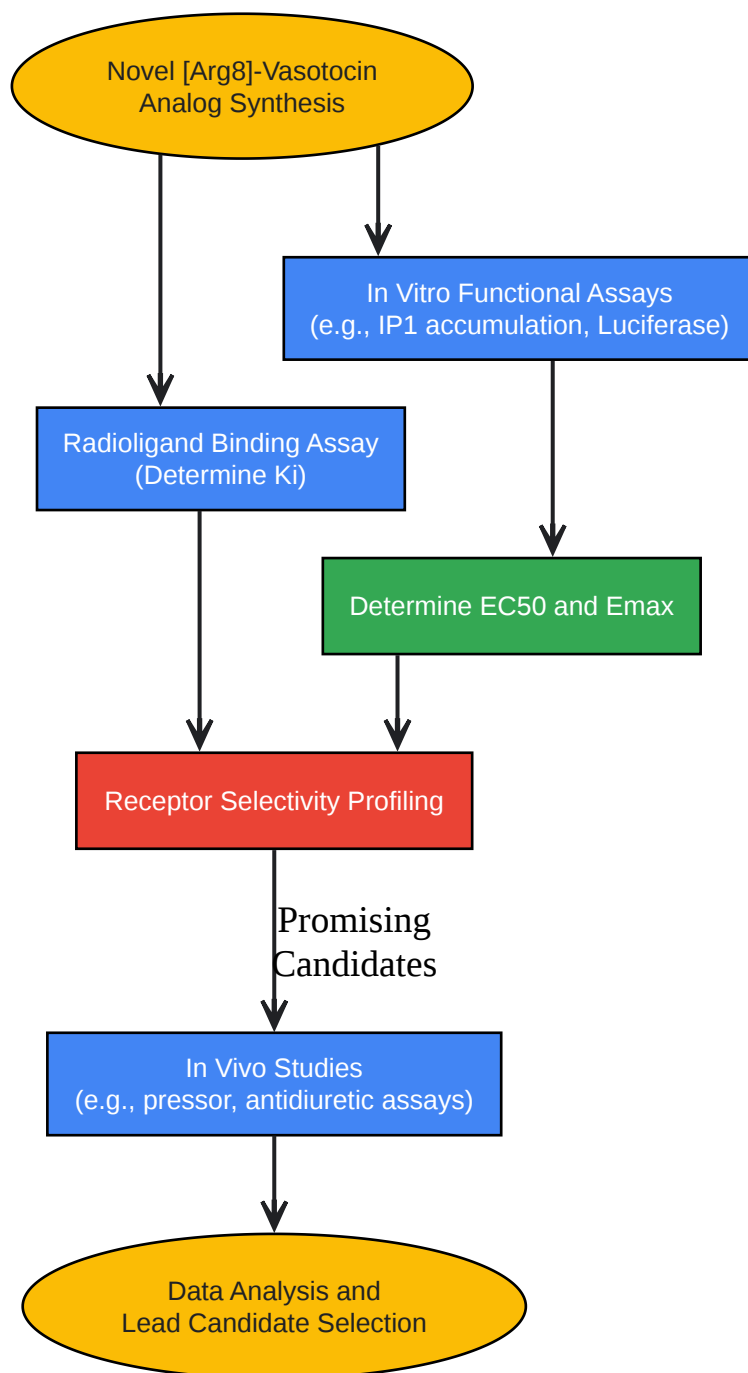 Novel [Arg8]-Vasotocin
Analog Synthesis
In Vitro Functional Assays
(e.g., IP1 accumulation, Luciferase)
Radioligand Binding Assay
(Determine Ki)
Determine EC50 and Emax
Receptor Selectivity Profiling
Promising
Candidates
In Vivo Studies
(e.g., pressor, antidiuretic assays)
Data Analysis and
Lead Candidate Selection